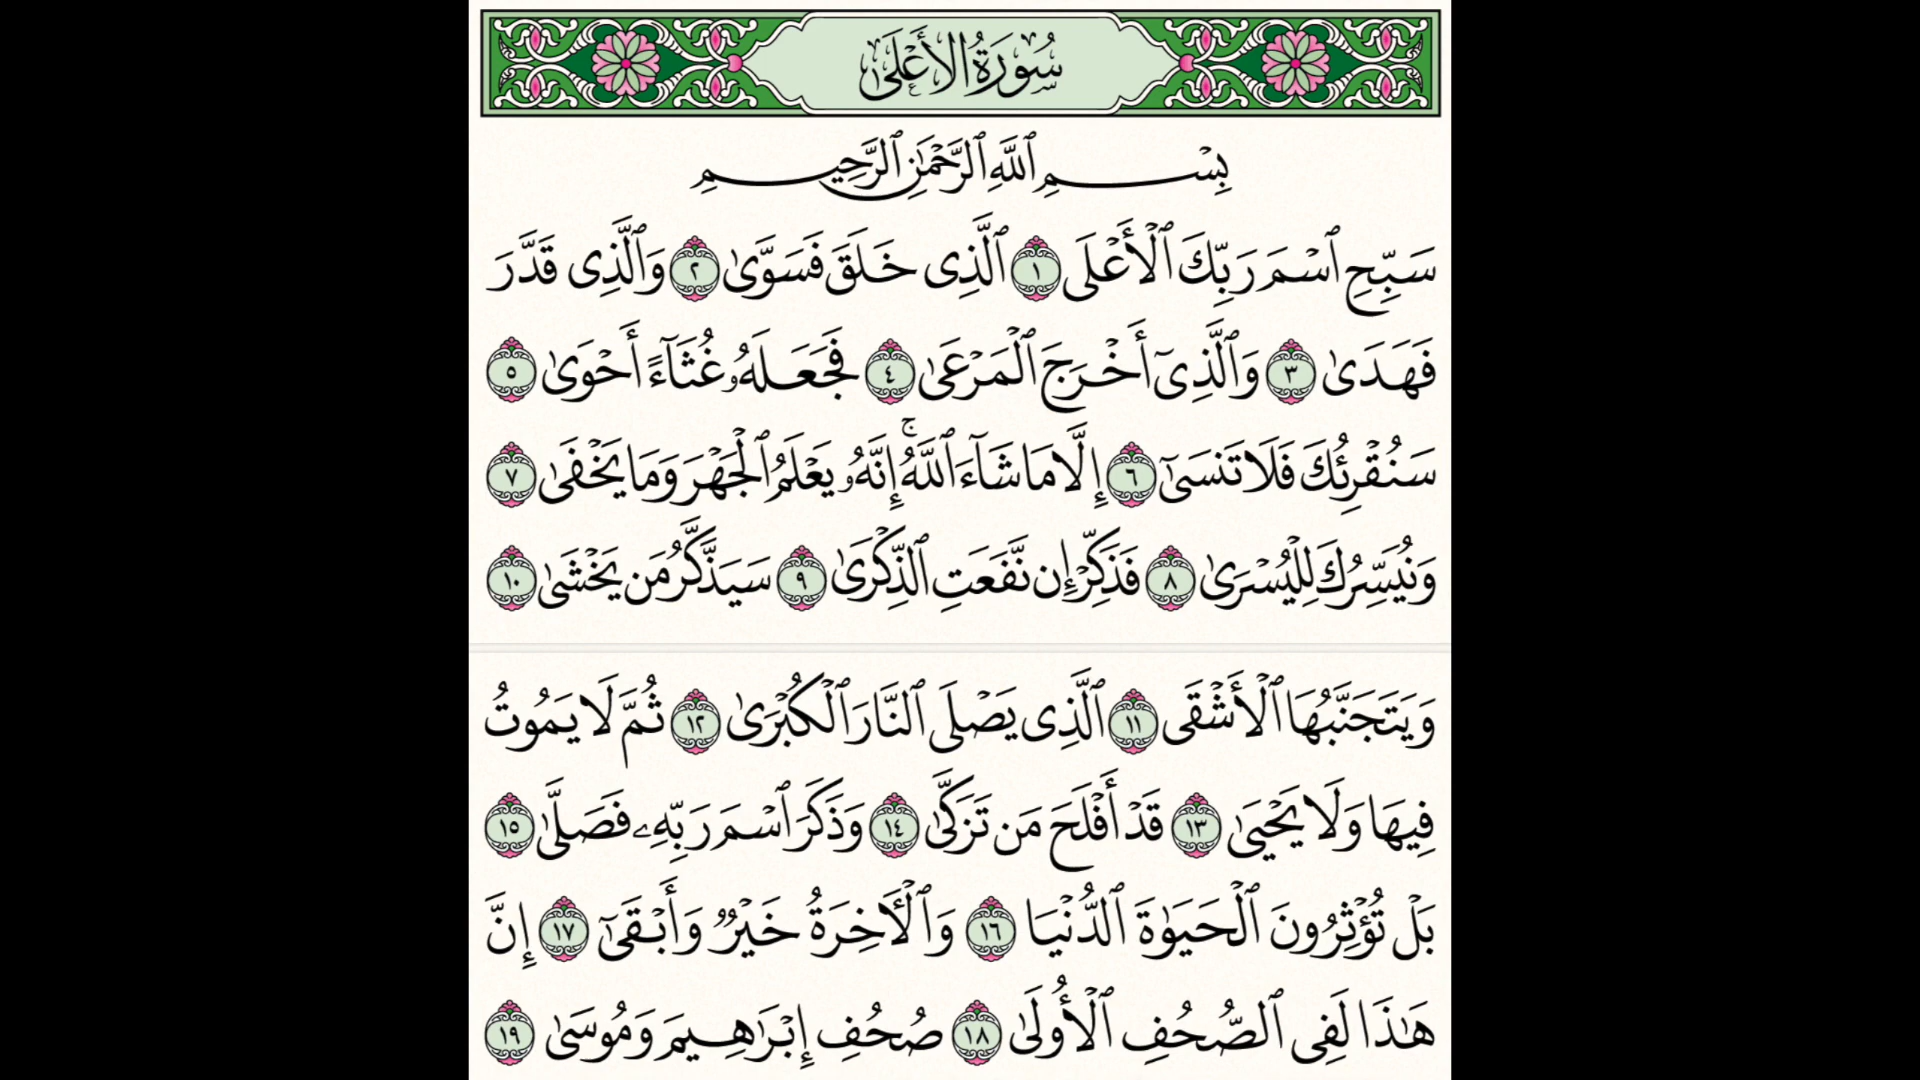 سُورَةُ الأَعْلَىٰ
بِسْمِ ٱللَّهِ ٱلرَّحْمَٰنِ ٱلرَّحِيمِ
سَبِّحِ ٱسْمَ رَبِّكَ ٱلْأَعْلَى ١ ٱلَّذِى خَلَقَ فَسَوَّىٰ ٢ وَٱلَّذِى قَدَّرَ
فَهَدَىٰ ٣ وَٱلَّذِىٓ أَخْرَجَ ٱلْمَرْعَىٰ ٤ فَجَعَلَهُۥ غُثَآءً أَحْوَىٰ ٥
سَنُقْرِئُكَ فَلَا تَنسَىٰٓ ٦ إِلَّا مَا شَآءَ ٱللَّهُ ۚ إِنَّهُۥ يَعْلَمُ ٱلْجَهْرَ وَمَا يَخْفَىٰ ٧
وَنُيَسِّرُكَ لِلْيُسْرَىٰ ٨ فَذَكِّرْ إِن نَّفَعَتِ ٱلذِّكْرَىٰ ٩ سَيَذَّكَّرُ مَن يَخْشَىٰ ١٠
وَيَتَجَنَّبُهَا ٱلْأَشْقَى ١١ ٱلَّذِى يَصْلَى ٱلنَّارَ ٱلْكُبْرَىٰ ١٢ ثُمَّ لَا يَمُوتُ
فِيهَا وَلَا يَحْيَىٰ ١٣ قَدْ أَفْلَحَ مَن تَزَكَّىٰ ١٤ وَذَكَرَ ٱسْمَ رَبِّهِۦ فَصَلَّىٰ ١٥
بَلْ تُؤْثِرُونَ ٱلْحَيَوٰةَ ٱلدُّنْيَا ١٦ وَٱلْـَٔاخِرَةُ خَيْرٌ وَأَبْقَىٰٓ ١٧ إِنَّ
هَٰذَا لَفِى ٱلصُّحُفِ ٱلْأُولَىٰ ١٨ صُحُفِ إِبْرَٰهِيمَ وَمُوسَىٰ ١٩